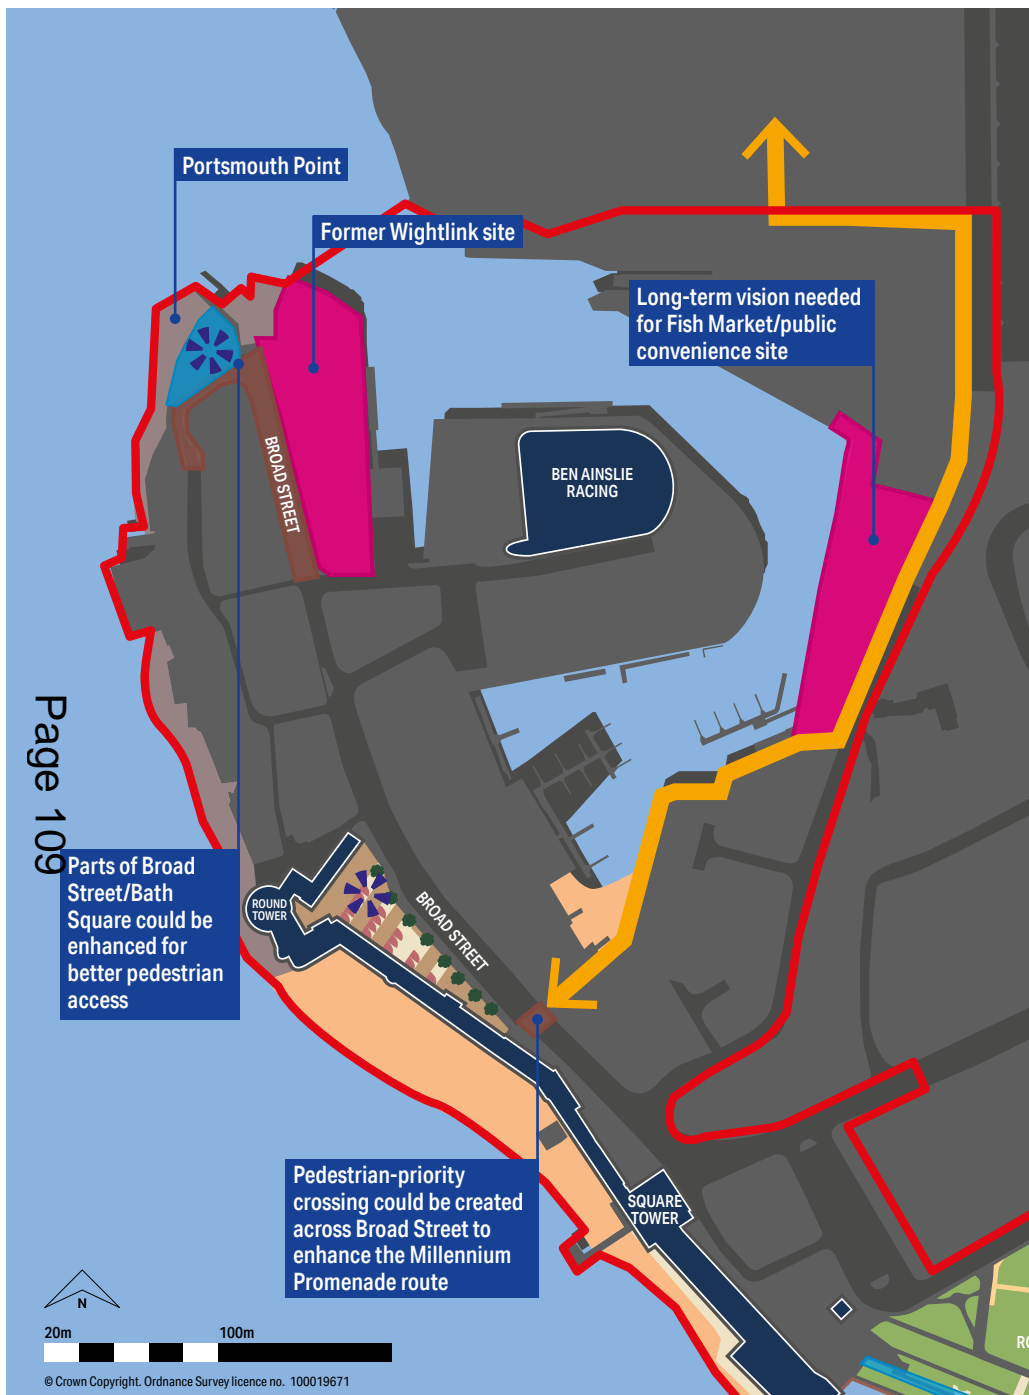 Portsmouth Point
Former Wightlink site
Long-term vision needed
for Fish Market/public
convenience site
BEN AINSLIE
RACING
BROAD STREET
Page 109
Parts of Broad
Street/Bath
Square could be
enhanced for
better pedestrian
access
ROUND
TOWER
BROAD STREET
Pedestrian-priority
crossing could be created
across Broad Street to
enhance the Millennium
Promenade route
SQUARE
TOWER
N
20m 100m
© Crown Copyright. Ordnance Survey licence no. 100019671